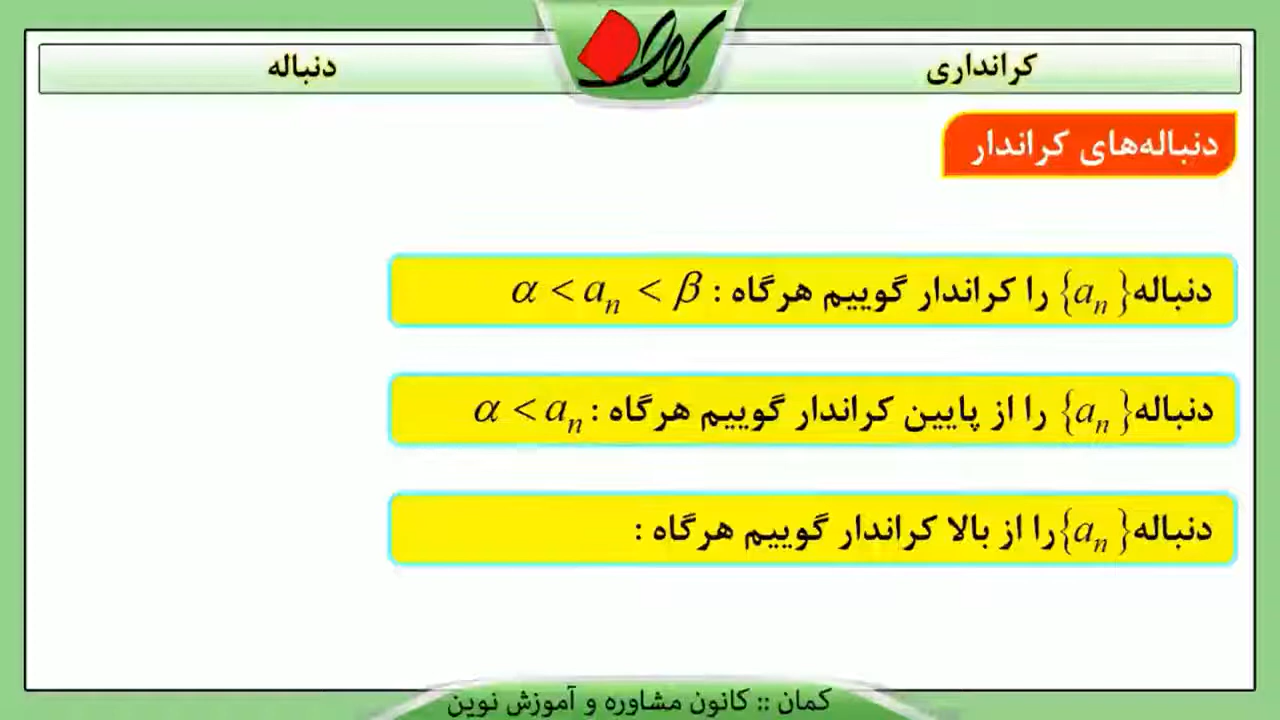 کرانداری
دنباله
دنباله‌های کراندار
دنباله {aₙ} را کراندار گوییم هرگاه : α < aₙ < β
دنباله {aₙ} را از پایین کراندار گوییم هرگاه : α < aₙ
دنباله {aₙ} را از بالا کراندار گوییم هرگاه :
کمان :: کانون مشاوره و آموزش نوین